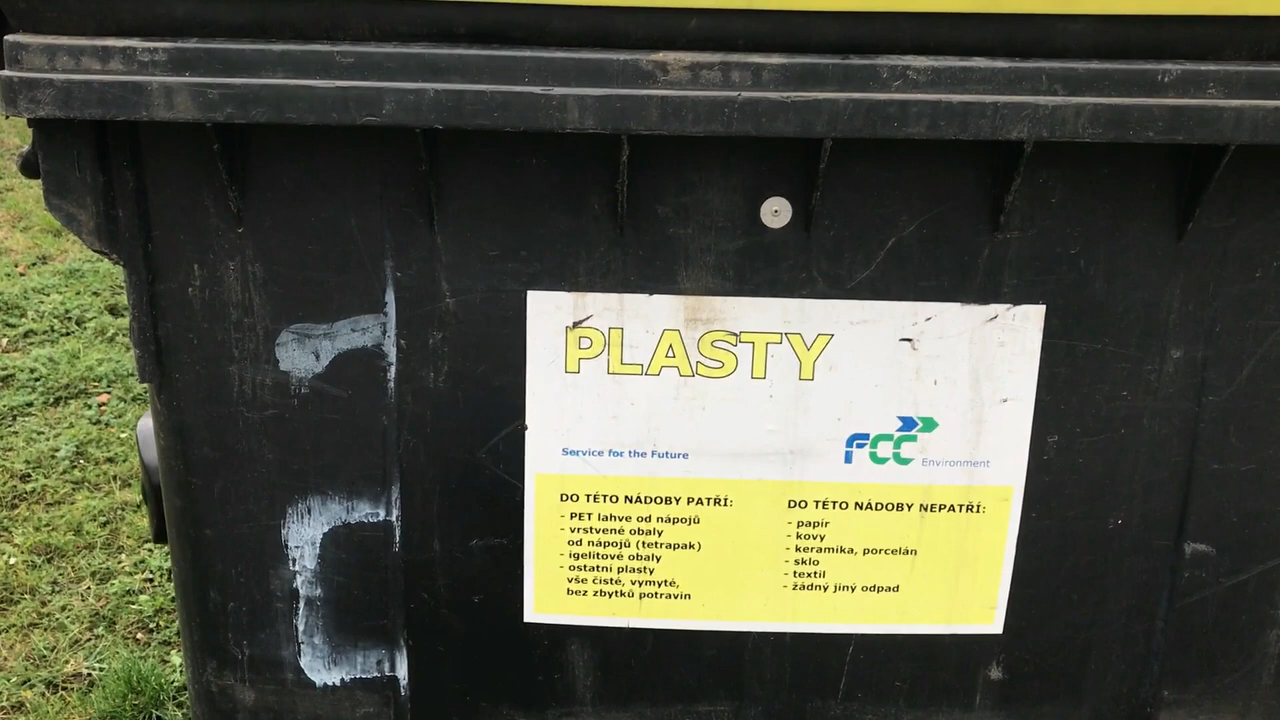 PLASTY
FCC Environment
Service for the Future
DO TÉTO NÁDOBY PATŘÍ:
- PET lahve od nápojů
- vrstvené obaly
od nápojů (tetrapak)
- igelitové obaly
- ostatní plasty
vše čisté, vymyté,
bez zbytků potravin
DO TÉTO NÁDOBY NEPATŘÍ:
- papír
- kovy
- keramika, porcelán
- sklo
- textil
- žádný jiný odpad